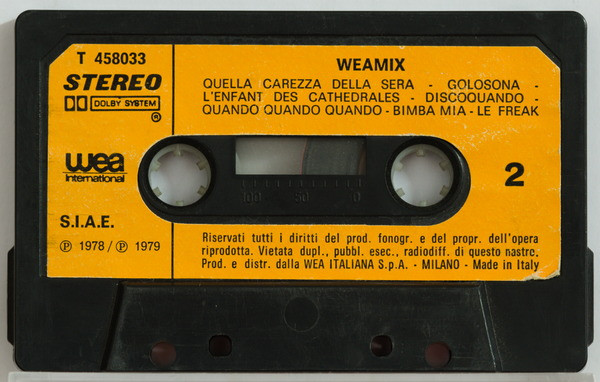 T 458033
STEREO
DOLBY SYSTEM
®
wea
International
S.I.A.E.
℗ 1978 / ℗ 1979
WEAMIX
QUELLA CAREZZA DELLA SERA - GOLOSONA -
L'ENFANT DES CATHEDRALES - DISCOQUANDO -
QUANDO QUANDO QUANDO - BIMBA MIA - LE FREAK
100 50 0
2
Riservati tutti i diritti del prod. fonogr. e del propr. dell'opera
riprodotta. Vietata dupl., pubbl. esec., radiodiff. di questo nastro.
Prod. e distr. dalla WEA ITALIANA S.p.A. - MILANO - Made in Italy